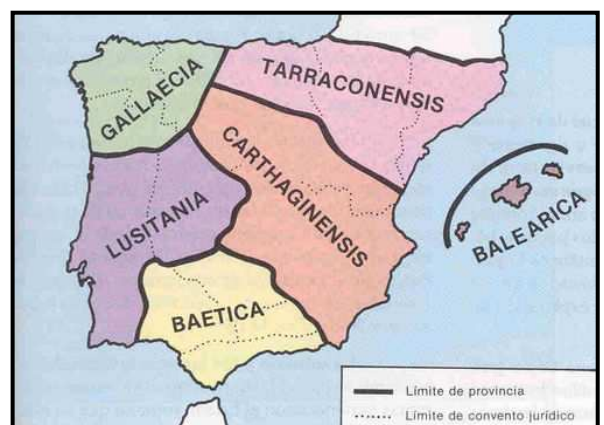 GALLAECIA
TARRACONENSIS
CARTHAGINENSIS
LUSITANIA
BALEARICA
BAETICA
Límite de provincia
Límite de convento jurídico